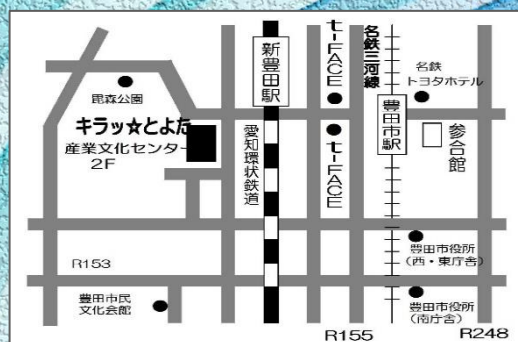 新豊田駅
t-FACE
名鉄三河線
名鉄
トヨタホテル
毘森公園
キラッ☆とよた
産業文化センター
2F
愛知環状鉄道
t-FACE
豊田市駅
参合館
R153
豊田市役所
(西・東庁舎)
豊田市民
文化会館
豊田市役所
(南庁舎)
R155
R248